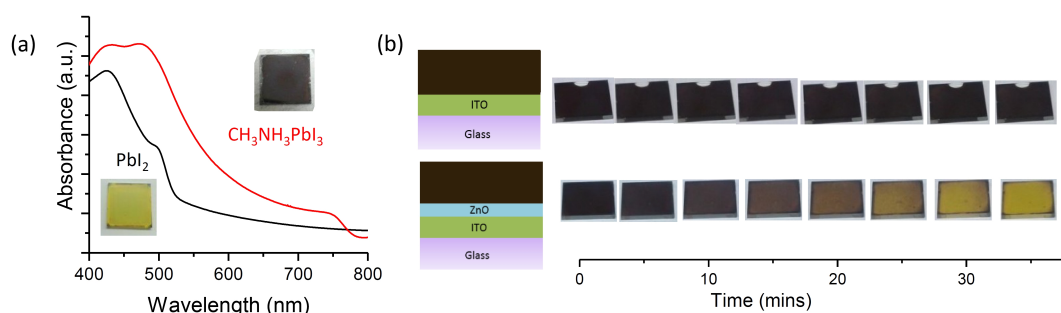 (a)
Absorbance (a.u.)
CH₃NH₃PbI₃
PbI₂
400 500 600 700 800
Wavelength (nm)
(b)
ITO
Glass
ZnO
ITO
Glass
0 10 20 30
Time (mins)